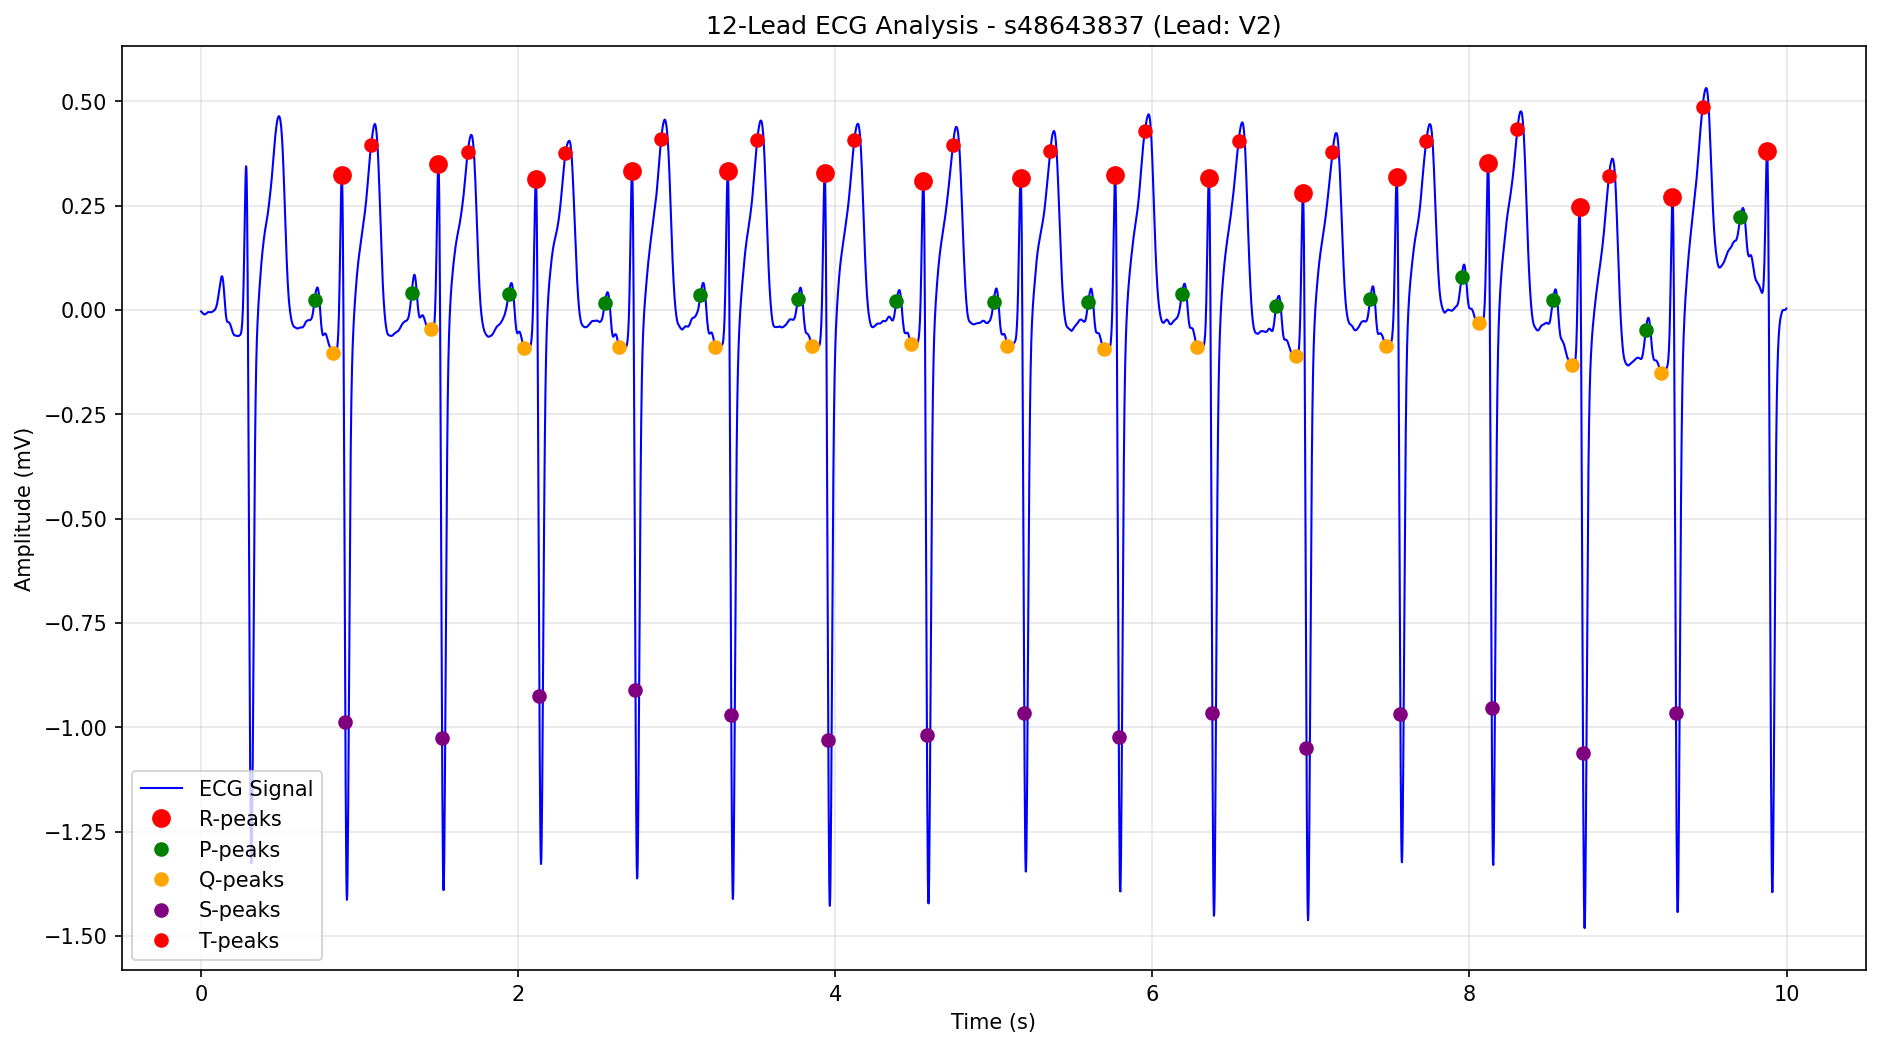 12-Lead ECG Analysis - s48643837 (Lead: V2)
Amplitude (mV)
0.50
0.25
0.00
−0.25
−0.50
−0.75
−1.00
−1.25
−1.50
ECG Signal
R-peaks
P-peaks
Q-peaks
S-peaks
T-peaks
0 2 4 6 8 10
Time (s)